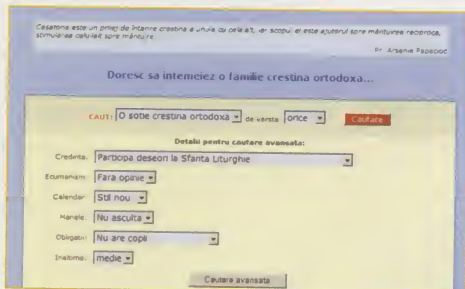 Casatoria este un prilej de intarire crestina a unuia cu celalt, iar scopul ei este ajutorul spre mântuirea reciproca,
stimularea celuilalt spre mântuire.
Pr. Arsenie Papacioc
Doresc sa intemeiez o familie crestina ortodoxa...
CAUT: O sotie crestina ortodoxa de varsta: orice Cautare
Detalii pentru cautare avansata:
Credinta: Participa deseori la Sfanta Liturghie
Ecumenism: Fara opinie
Calendar: Stil nou
Manele: Nu asculta
Obligatii: Nu are copii
Inaltime: medie
Cautare avansata